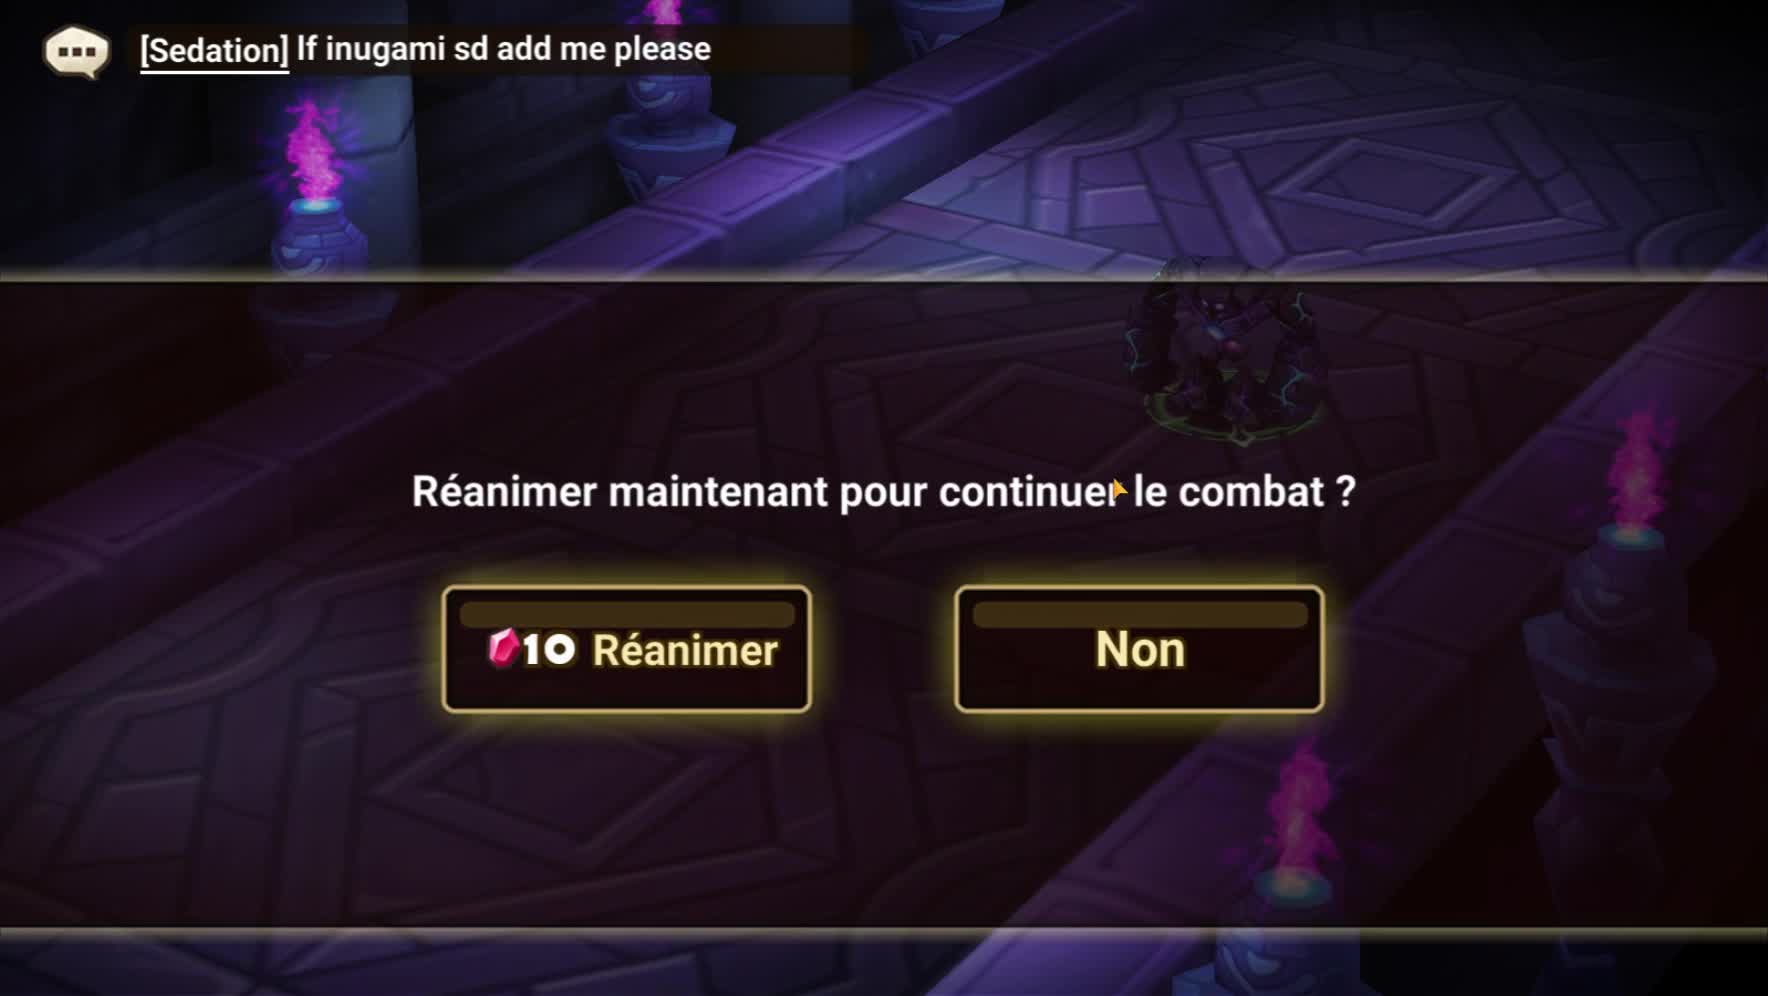 [Sedation] If inugami sd add me please
Réanimer maintenant pour continuer le combat ?
10 Réanimer
Non